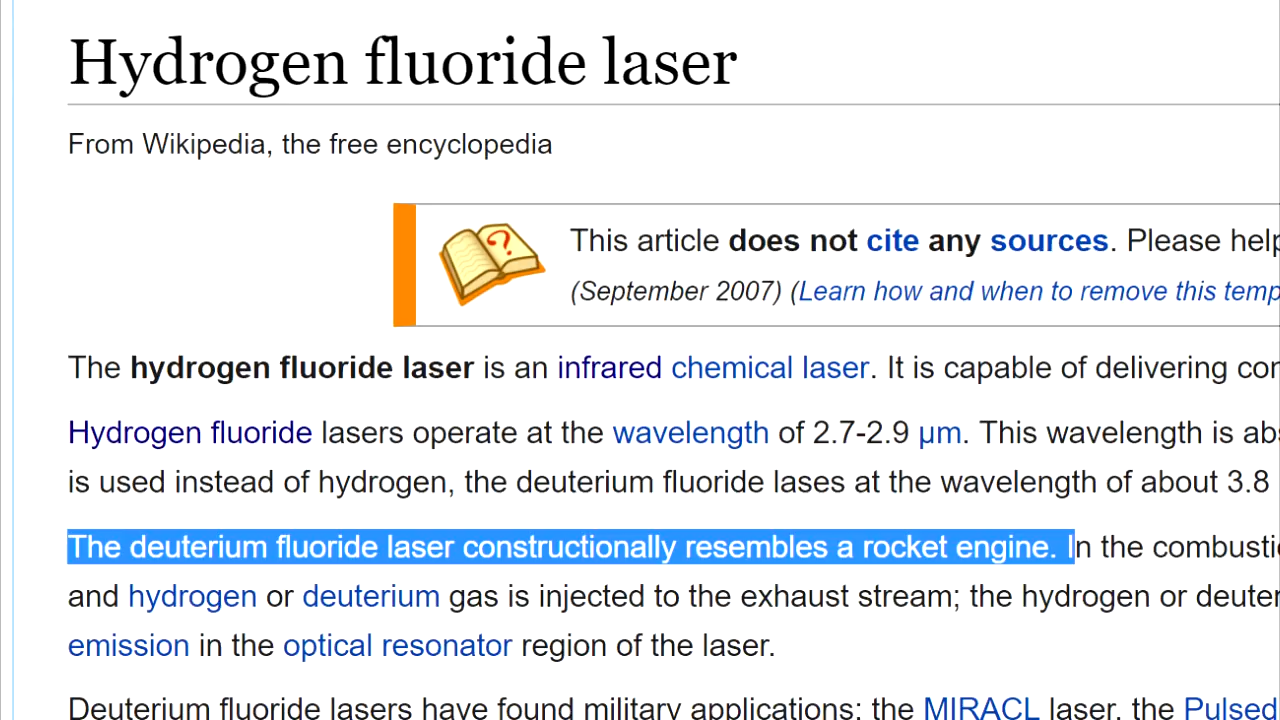 Hydrogen fluoride laser
From Wikipedia, the free encyclopedia
This article does not cite any sources. Please help
(September 2007) (Learn how and when to remove this temp
The hydrogen fluoride laser is an infrared chemical laser. It is capable of delivering con
Hydrogen fluoride lasers operate at the wavelength of 2.7-2.9 μm. This wavelength is abs
is used instead of hydrogen, the deuterium fluoride lases at the wavelength of about 3.8
The deuterium fluoride laser constructionally resembles a rocket engine. In the combustio
and hydrogen or deuterium gas is injected to the exhaust stream; the hydrogen or deuter
emission in the optical resonator region of the laser.
Deuterium fluoride lasers have found military applications: the MIRACL laser, the Pulsed